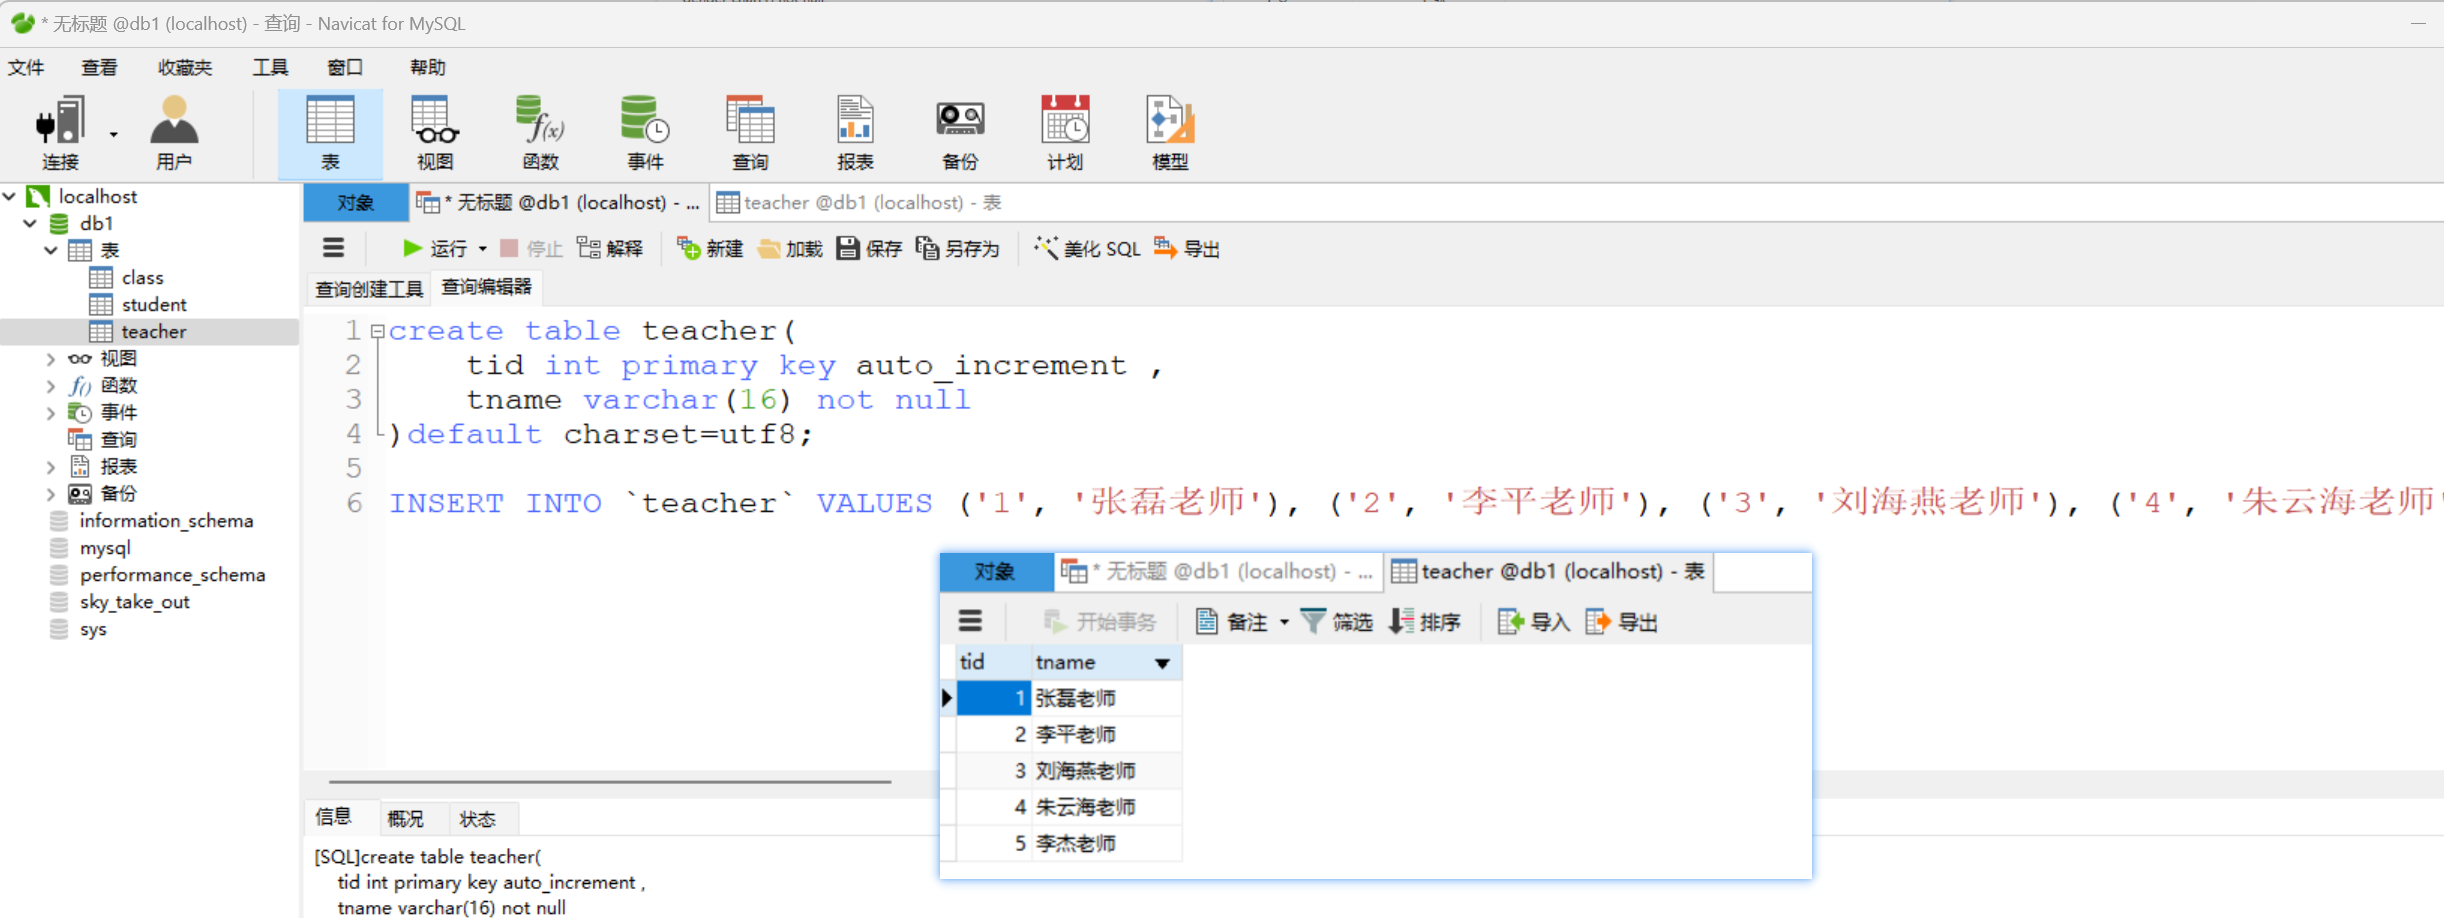 * 无标题 @db1 (localhost) - 查询 - Navicat for MySQL
文件 查看 收藏夹 工具 窗口 帮助
连接 用户 表 视图 函数 事件 查询 报表 备份 计划 模型
localhost
db1
表
class
student
teacher
视图
函数
事件
查询
报表
备份
information_schema
mysql
performance_schema
sky_take_out
sys
对象 * 无标题 @db1 (localhost) - ... teacher @db1 (localhost) - 表
运行 停止 解释 新建 加载 保存 另存为 美化 SQL 导出
查询创建工具 查询编辑器
1 create table teacher(
2 tid int primary key auto_increment ,
3 tname varchar(16) not null
4 )default charset=utf8;
5
6 INSERT INTO `teacher` VALUES ('1', '张磊老师'), ('2', '李平老师'), ('3', '刘海燕老师'), ('4', '朱云海老师'
对象 * 无标题 @db1 (localhost) - ... teacher @db1 (localhost) - 表
开始事务 备注 筛选 排序 导入 导出
tid tname
1 张磊老师
2 李平老师
3 刘海燕老师
4 朱云海老师
5 李杰老师
信息 概况 状态
[SQL]create table teacher(
tid int primary key auto_increment ,
tname varchar(16) not null